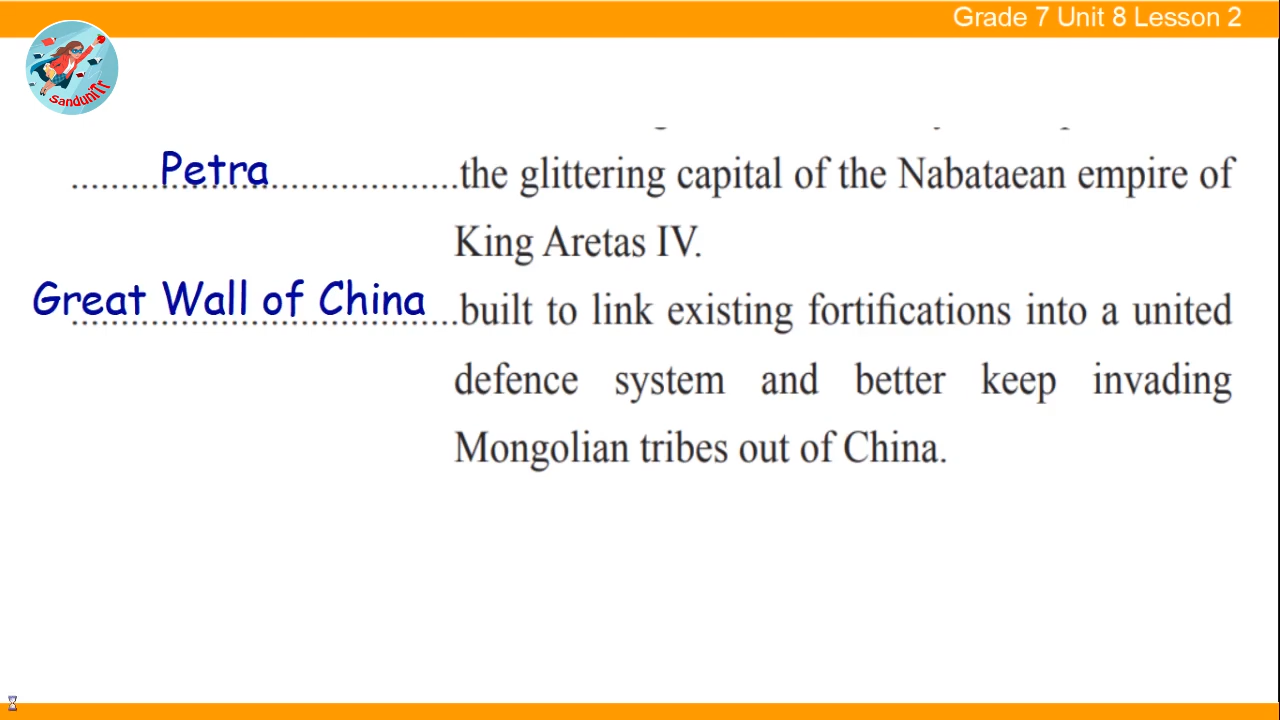 Grade 7 Unit 8 Lesson 2
SanduniTr
Petra
......................................the glittering capital of the Nabataean empire of
King Aretas IV.
Great Wall of China
......................................built to link existing fortifications into a united
defence system and better keep invading
Mongolian tribes out of China.